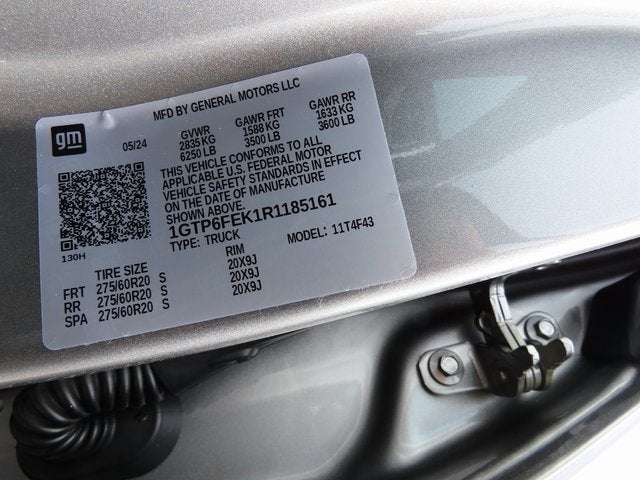 MFD BY GENERAL MOTORS LLC
gm
05/24
GVWR GAWR FRT GAWR RR
2835 KG 1588 KG 1633 KG
6250 LB 3500 LB 3600 LB
THIS VEHICLE CONFORMS TO ALL
APPLICABLE U.S. FEDERAL MOTOR
VEHICLE SAFETY STANDARDS IN EFFECT
ON THE DATE OF MANUFACTURE
SHOWN ABOVE.
1GTP6FEK1R1185161
TYPE: TRUCK MODEL: 11T4F43
130H
TIRE SIZE RIM
FRT 275/60R20 S 20X9J
RR 275/60R20 S 20X9J
SPA 275/60R20 S 20X9J